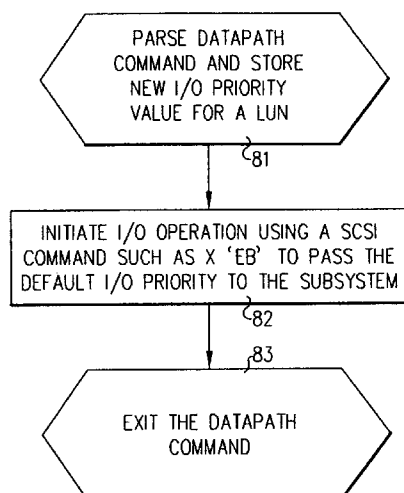 PARSE DATAPATH
COMMAND AND STORE
NEW I/O PRIORITY
VALUE FOR A LUN
81
INITIATE I/O OPERATION USING A SCSI
COMMAND SUCH AS X 'EB' TO PASS THE
DEFAULT I/O PRIORITY TO THE SUBSYSTEM
82
83
EXIT THE DATAPATH
COMMAND